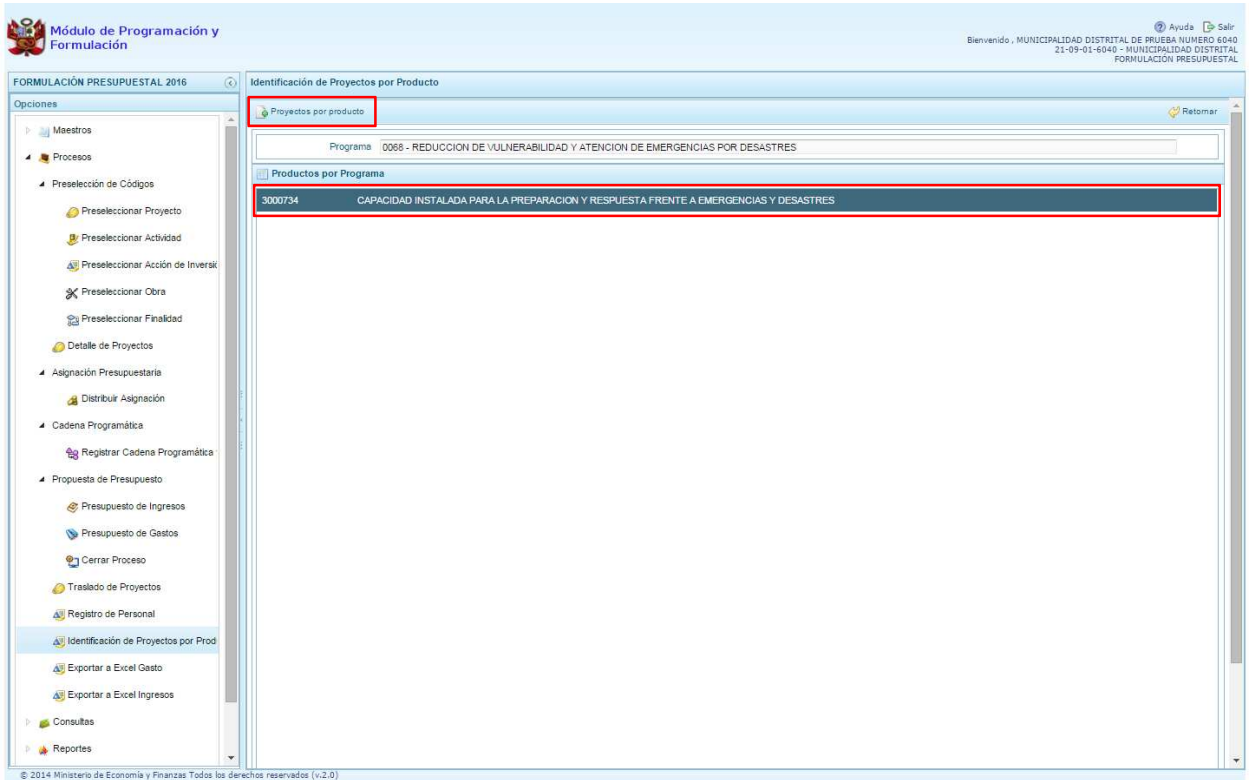 Módulo de Programación y
Formulación
Ayuda Salir
Bienvenido , MUNICIPALIDAD DISTRITAL DE PRUEBA NUMERO 6040
21-09-01-6040 - MUNICIPALIDAD DISTRITAL
FORMULACIÓN PRESUPUESTAL
FORMULACIÓN PRESUPUESTAL 2016
Opciones
Maestros
Procesos
Preselección de Códigos
Preseleccionar Proyecto
Preseleccionar Actividad
Preseleccionar Acción de Inversió
Preseleccionar Obra
Preseleccionar Finalidad
Detalle de Proyectos
Asignación Presupuestaria
Distribuir Asignación
Cadena Programática
Registrar Cadena Programática
Propuesta de Presupuesto
Presupuesto de Ingresos
Presupuesto de Gastos
Cerrar Proceso
Traslado de Proyectos
Registro de Personal
Identificación de Proyectos por Prod
Exportar a Excel Gasto
Exportar a Excel Ingresos
Consultas
Reportes
Identificación de Proyectos por Producto
Proyectos por producto Retornar
Programa 0068 - REDUCCION DE VULNERABILIDAD Y ATENCION DE EMERGENCIAS POR DESASTRES
Productos por Programa
3000734 CAPACIDAD INSTALADA PARA LA PREPARACION Y RESPUESTA FRENTE A EMERGENCIAS Y DESASTRES
© 2014 Ministerio de Economía y Finanzas Todos los derechos reservados (v.2.0)